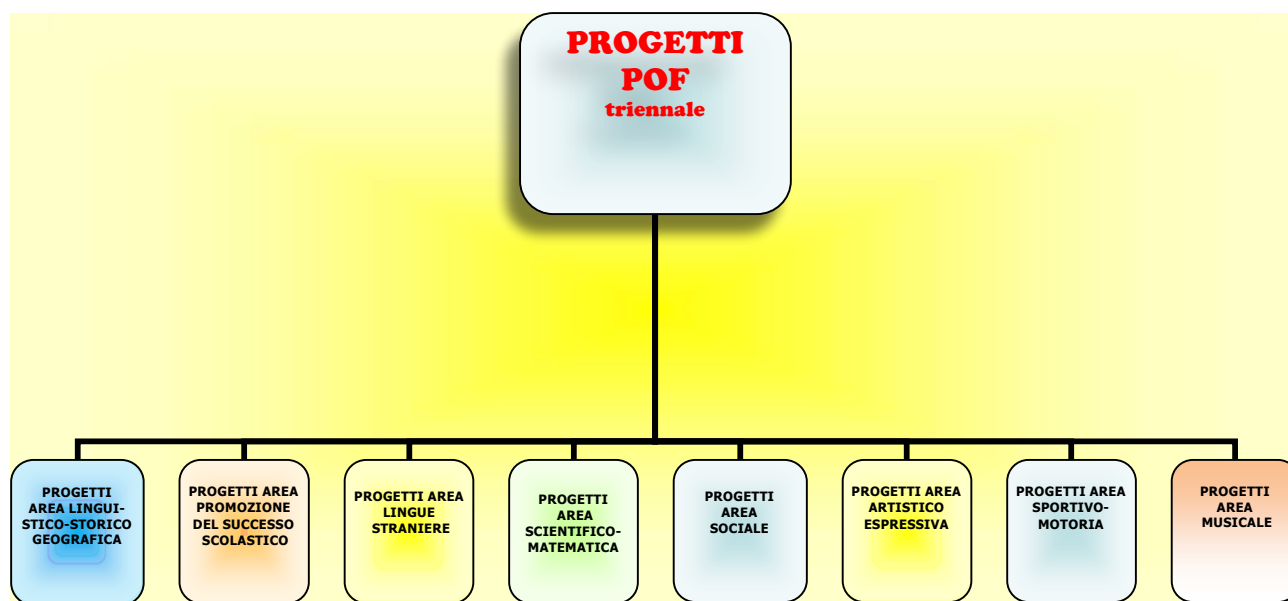 PROGETTI
POF
triennale
PROGETTI
AREA LINGUI-
STICO-STORICO
GEOGRAFICA
PROGETTI AREA
PROMOZIONE
DEL SUCCESSO
SCOLASTICO
PROGETTI AREA
LINGUE
STRANIERE
PROGETTI
AREA
SCIENTIFICO-
MATEMATICA
PROGETTI
AREA
SOCIALE
PROGETTI AREA
ARTISTICO
ESPRESSIVA
PROGETTI AREA
SPORTIVO-
MOTORIA
PROGETTI
AREA
MUSICALE